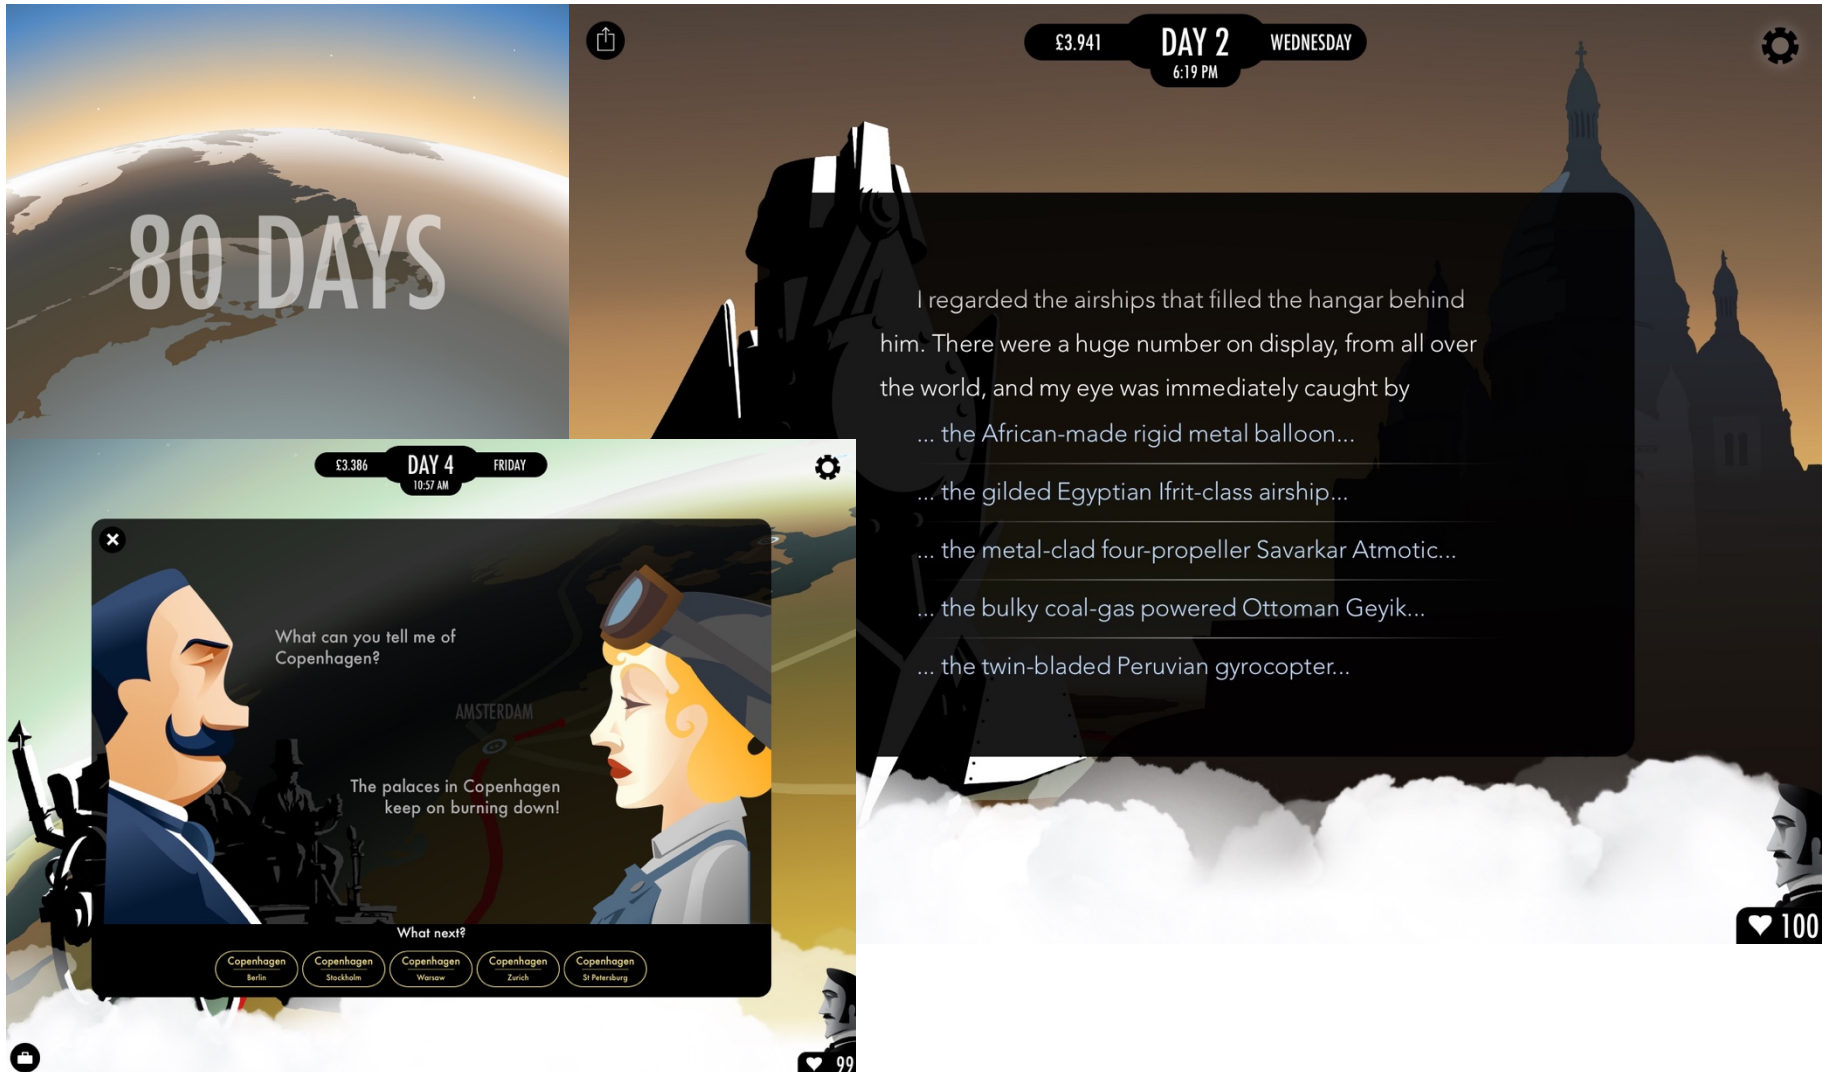 80 DAYS
£3.941
DAY 2
WEDNESDAY
6:19 PM
I regarded the airships that filled the hangar behind
him. There were a huge number on display, from all over
the world, and my eye was immediately caught by
... the African-made rigid metal balloon...
... the gilded Egyptian Ifrit-class airship...
... the metal-clad four-propeller Savarkar Atmotic...
... the bulky coal-gas powered Ottoman Geyik...
... the twin-bladed Peruvian gyrocopter...
100
£3.386
DAY 4
FRIDAY
10:57 AM
What can you tell me of
Copenhagen?
AMSTERDAM
The palaces in Copenhagen
keep on burning down!
What next?
Copenhagen
Berlin
Copenhagen
Stockholm
Copenhagen
Warsaw
Copenhagen
Zurich
Copenhagen
St Petersburg
99